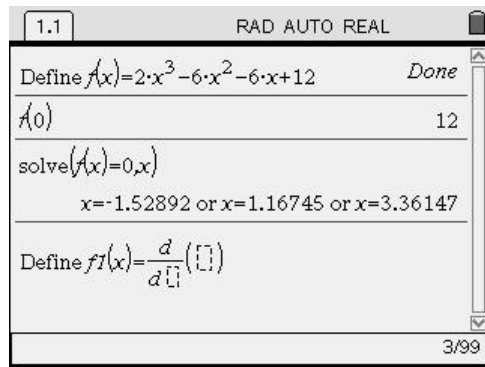 1.1 RAD AUTO REAL
Define f(x)=2·x³−6·x²−6·x+12 Done
f(0) 12
solve(f(x)=0,x)
x=-1.52892 or x=1.16745 or x=3.36147
Define f1(x)=d/d[]([])
3/99